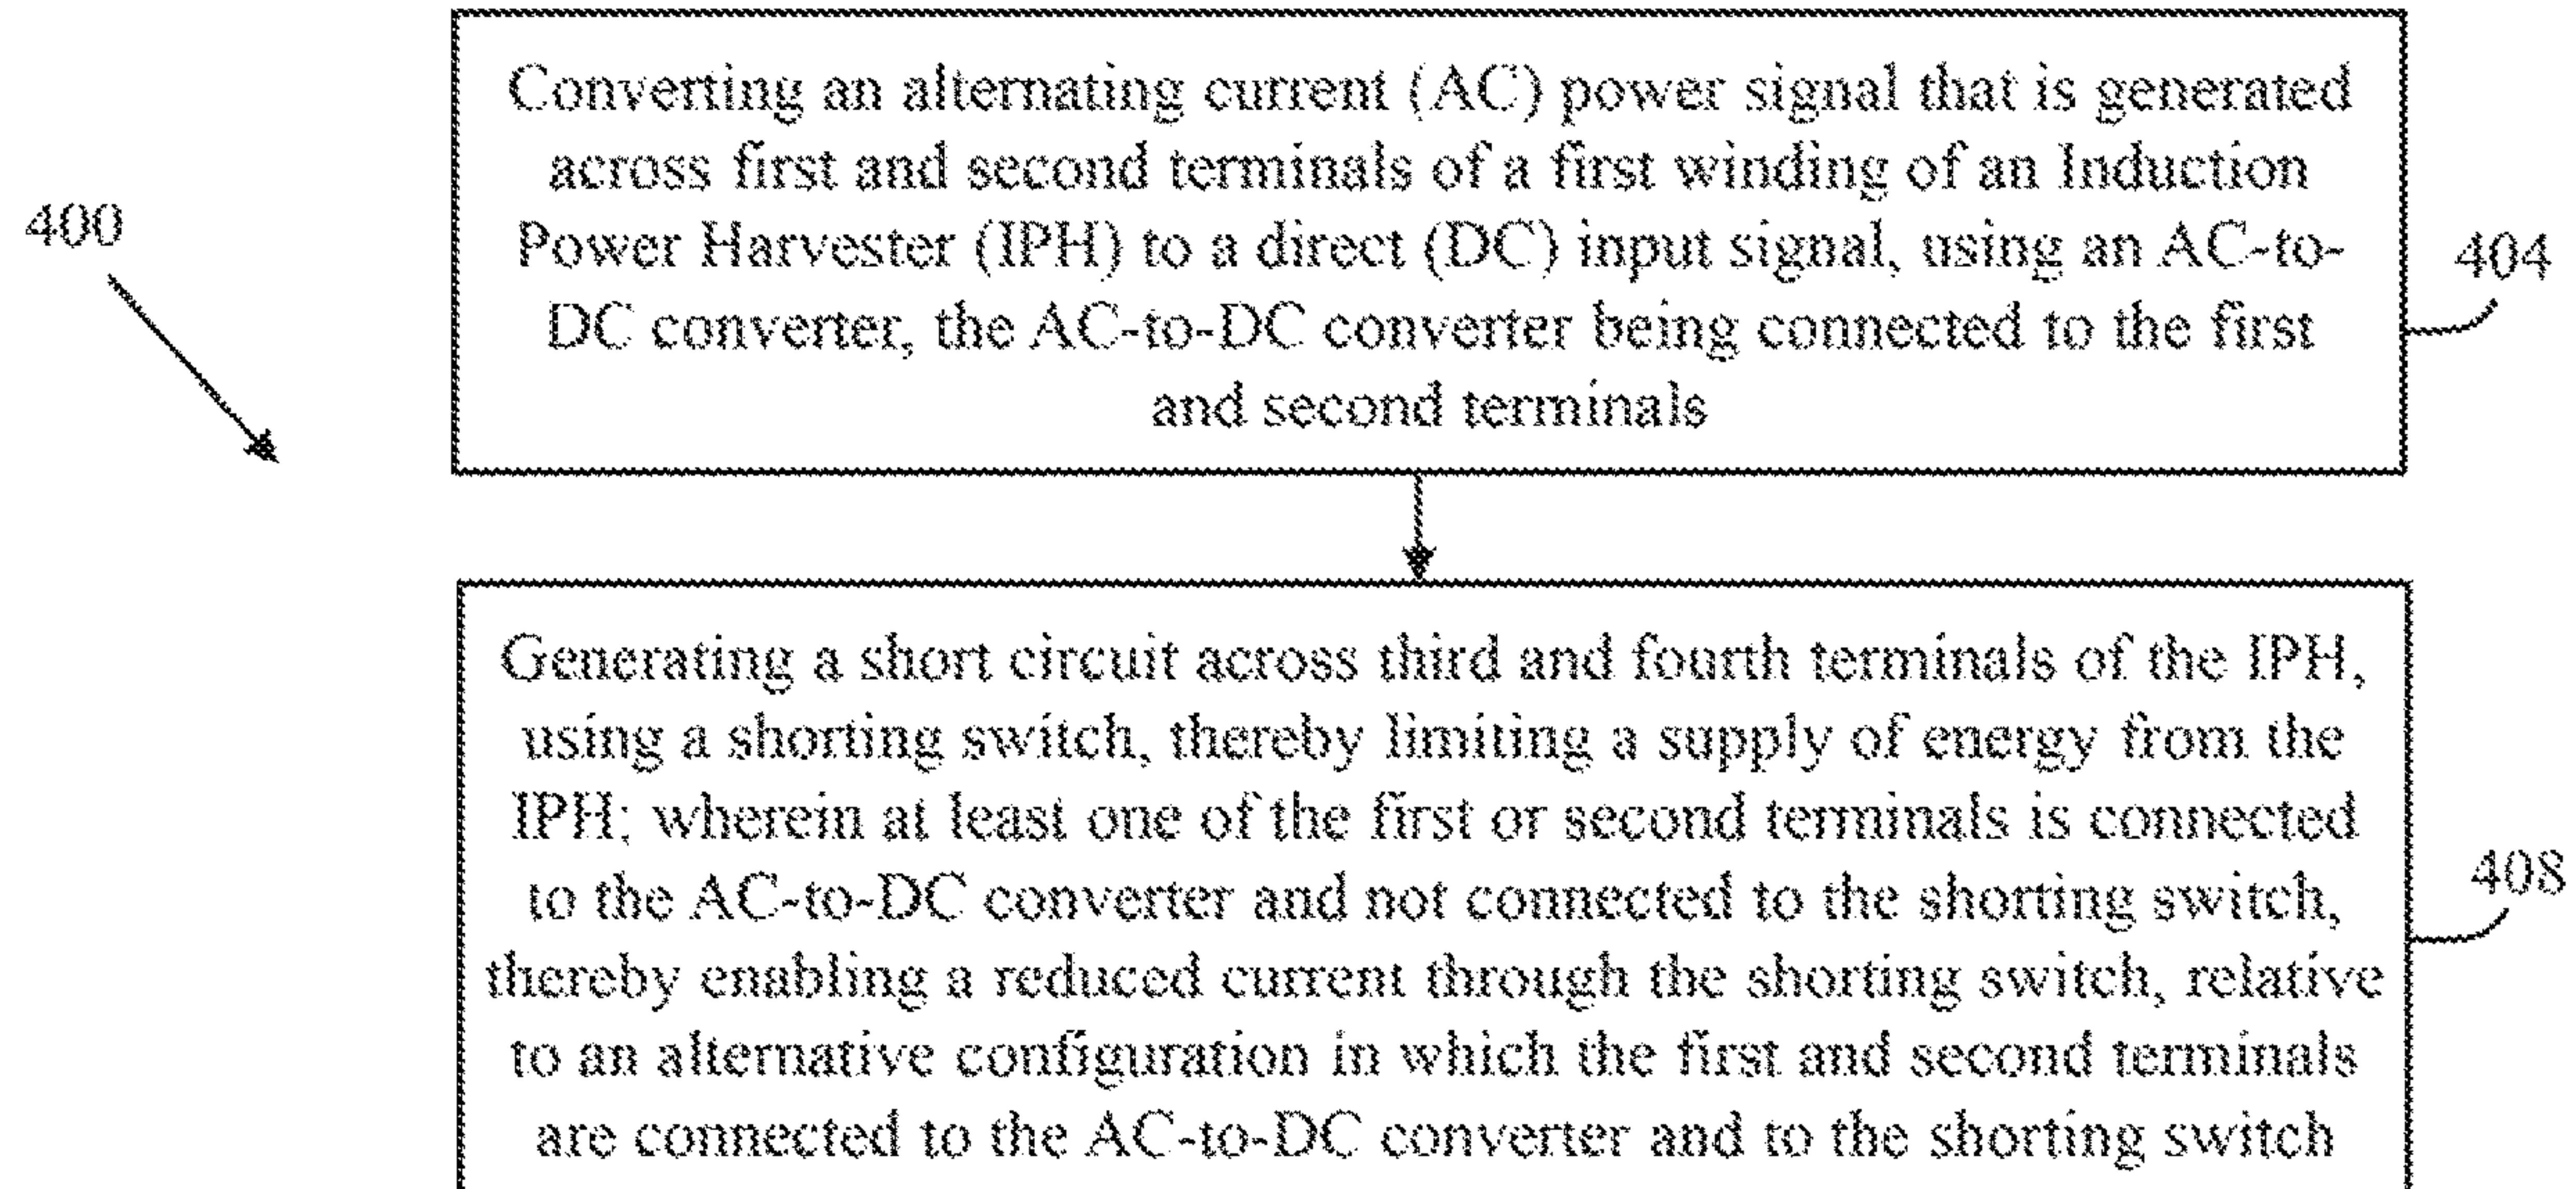 Converting an alternating current (AC) power signal that is generated
across first and second terminals of a first winding of an Induction
400
Power Harvester (IPH) to a direct (DC) input signal, using an AC-to-
404
DC converter, the AC-to-DC converter being connected to the first
and second terminals
Generating a short circuit across third and fourth terminals of the IPH,
using a shorting switch, thereby limiting a supply of energy from the
IPH; wherein at least one of the first or second terminals is connected
to the AC-to-DC converter and not connected to the shorting switch,
408
thereby enabling a reduced current through the shorting switch, relative
to an alternative configuration in which the first and second terminals
are connected to the AC-to-DC converter and to the shorting switch